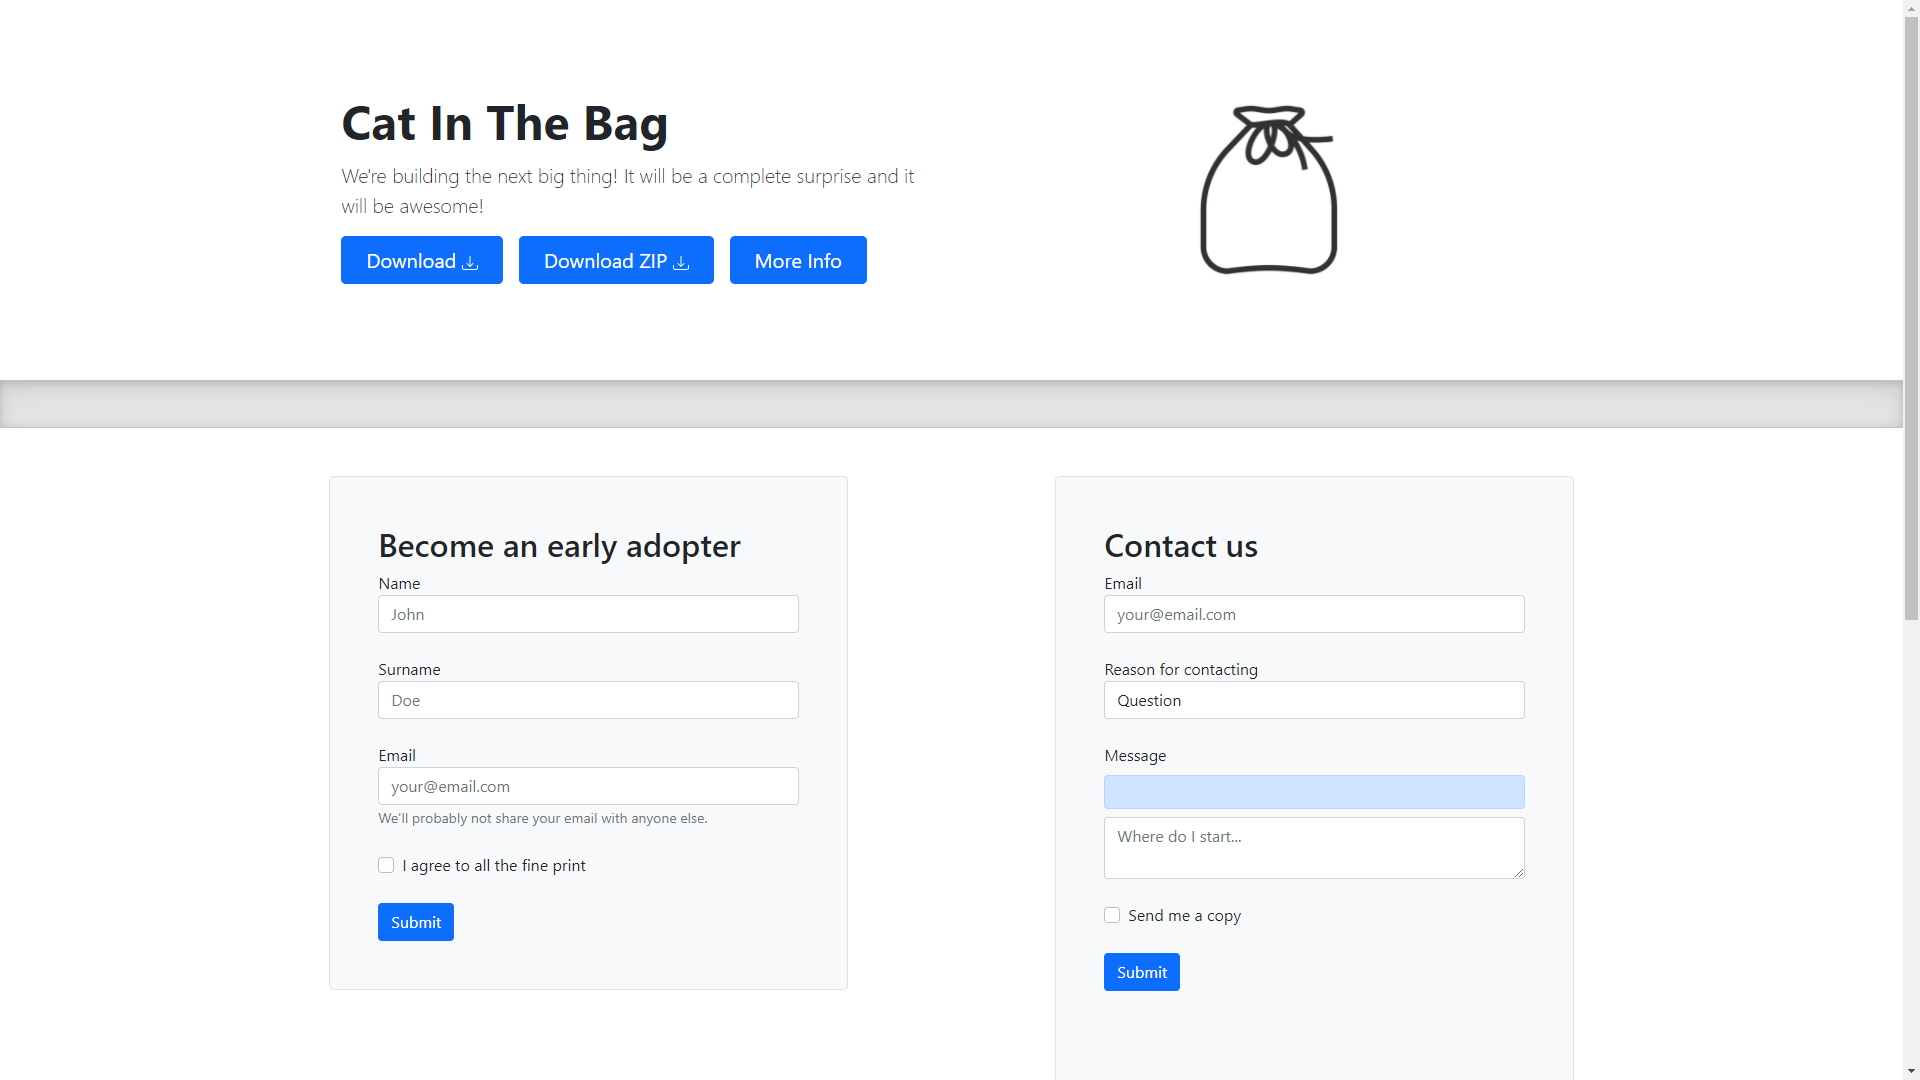 Cat In The Bag
We're building the next big thing! It will be a complete surprise and it
will be awesome!
Download
Download ZIP
More Info
Become an early adopter
Name
John
Surname
Doe
Email
your@email.com
We'll probably not share your email with anyone else.
I agree to all the fine print
Submit
Contact us
Email
your@email.com
Reason for contacting
Question
Message
Where do I start...
Send me a copy
Submit